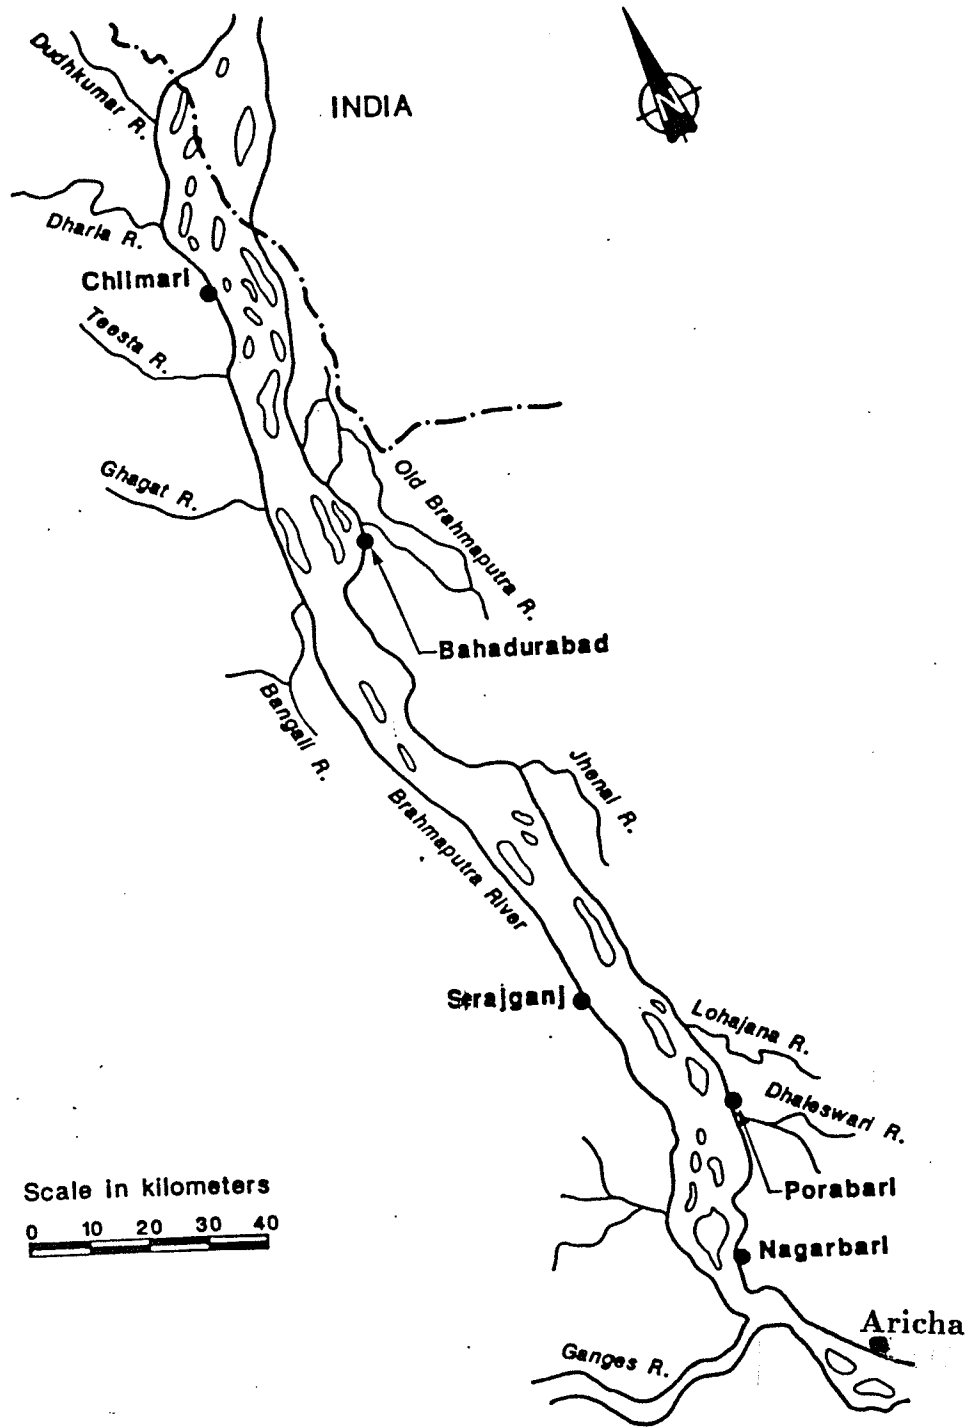 Dudhkumar R.
INDIA
N
Dharla R.
Chilmari
Teesta R.
Ghagat R.
Old Brahmaputra R.
Bahadurabad
Bangali R.
Jhenai R.
Brahmaputra River
Sirajganj
Lohajana R.
Dhaleswari R.
Porabari
Scale in kilometers
0 10 20 30 40
Nagarbari
Aricha
Ganges R.